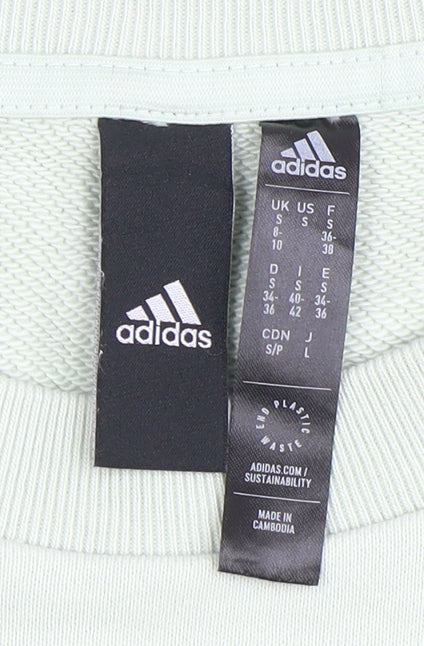 adidas
adidas
UK US F
S S S
8- 36-
10 38
D I E
S S S
34- 40- 34-
36 42 36
CDN J
S/P L
END PLASTIC WASTE
ADIDAS.COM/
SUSTAINABILITY
MADE IN
CAMBODIA